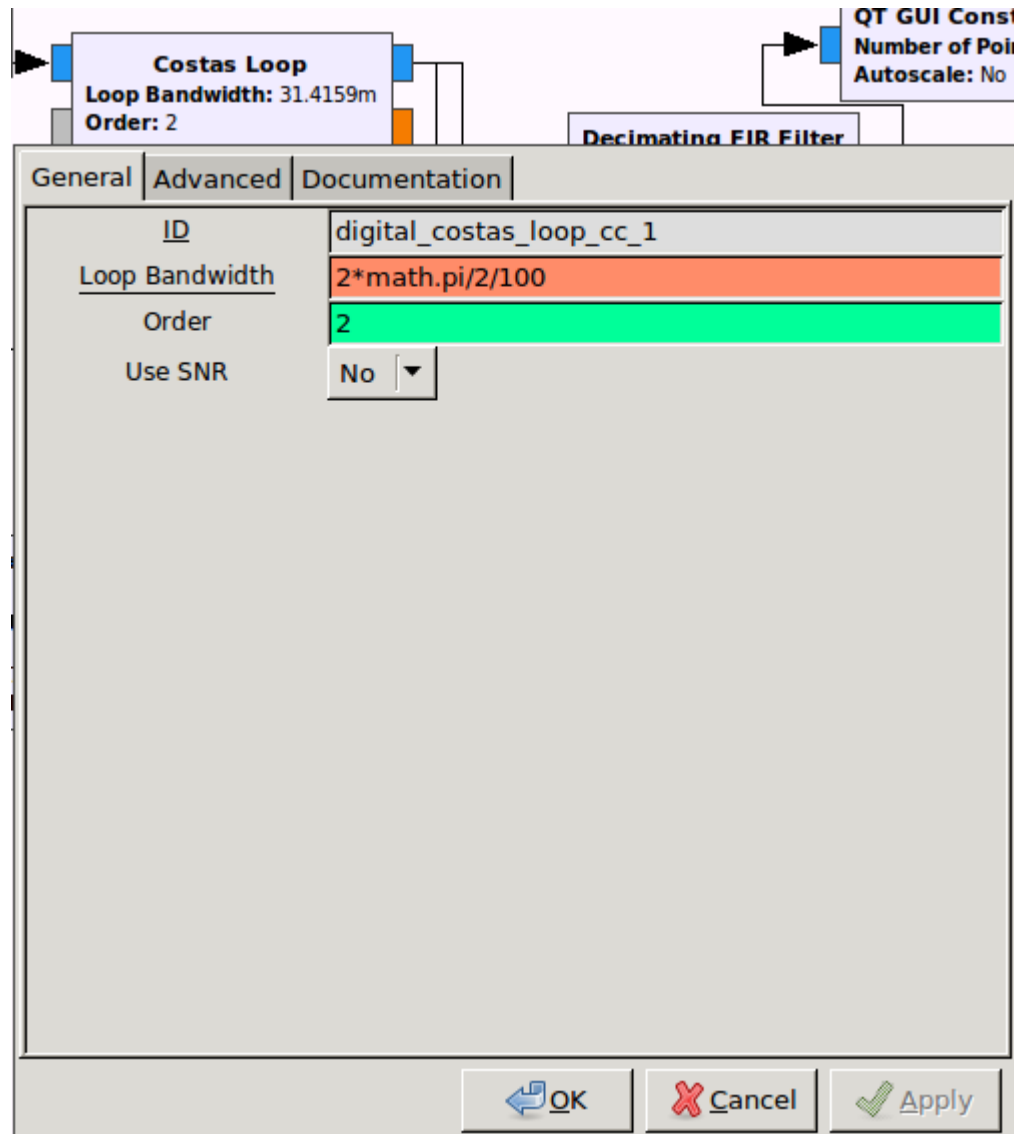 QT GUI Const
Number of Poi
Autoscale: No
Costas Loop
Loop Bandwidth: 31.4159m
Order: 2
Decimating FIR Filter
General Advanced Documentation
ID digital_costas_loop_cc_1
Loop Bandwidth 2*math.pi/2/100
Order 2
Use SNR No
OK Cancel Apply